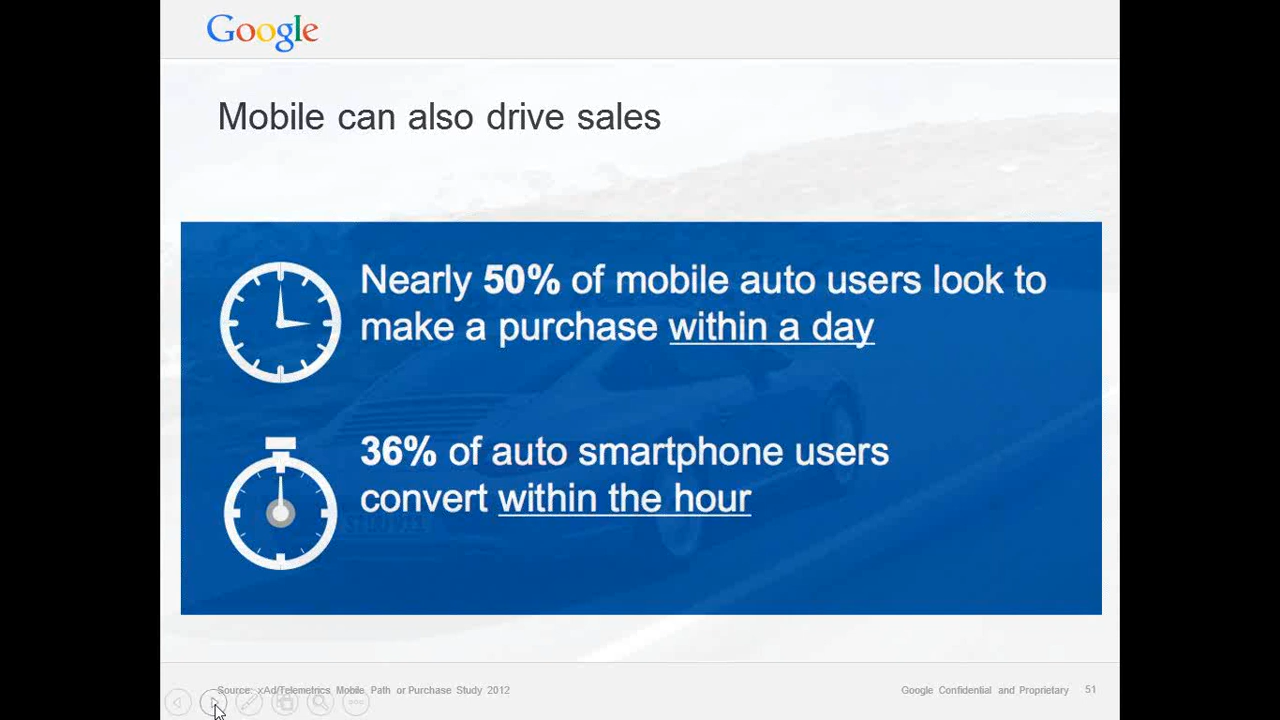 Google
Mobile can also drive sales
Nearly 50% of mobile auto users look to
make a purchase within a day
36% of auto smartphone users
convert within the hour
Source: xAd/Telemetrics Mobile Path or Purchase Study 2012
Google Confidential and Proprietary 51